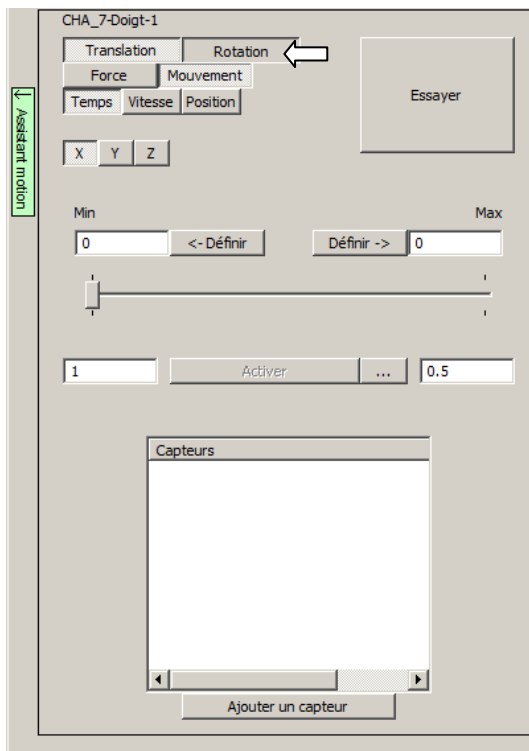 CHA_7-Doigt-1
Translation Rotation
Force Mouvement
Essayer
Temps Vitesse Position
Assistant motion
X Y Z
Min Max
0 <- Définir Définir -> 0
1 Activer ... 0.5
Capteurs
Ajouter un capteur